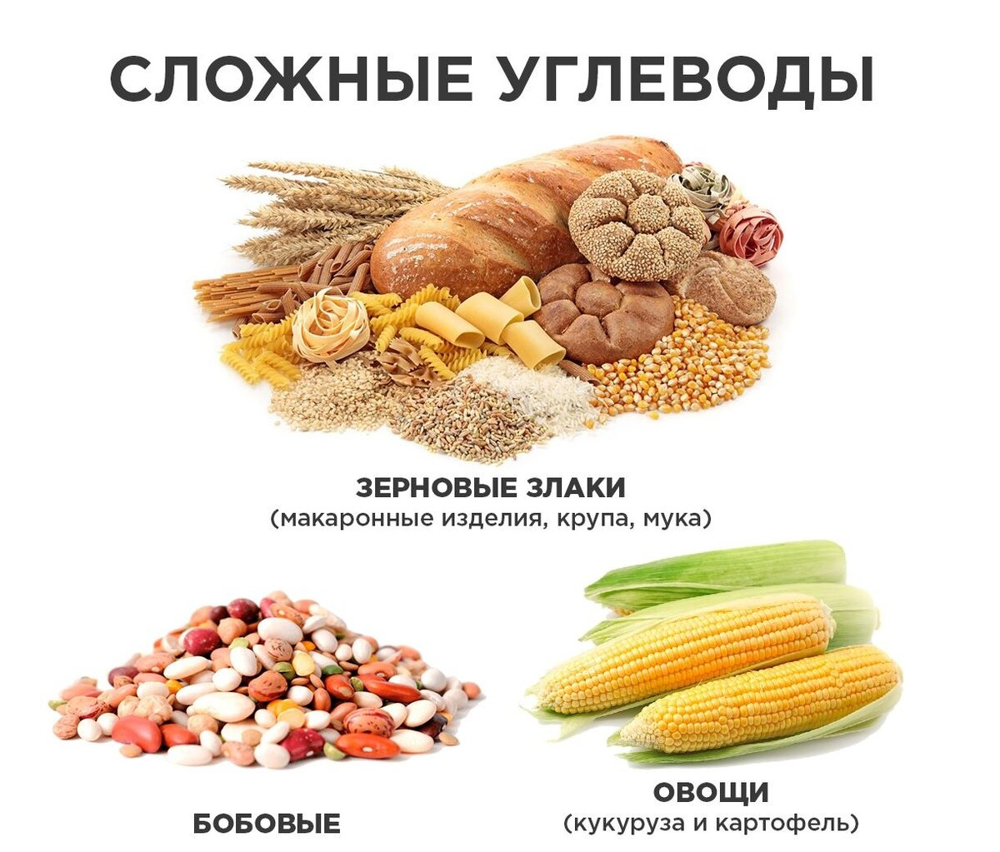 СЛОЖНЫЕ УГЛЕВОДЫ
ЗЕРНОВЫЕ ЗЛАКИ
(макаронные изделия, крупа, мука)
БОБОВЫЕ
ОВОЩИ
(кукуруза и картофель)